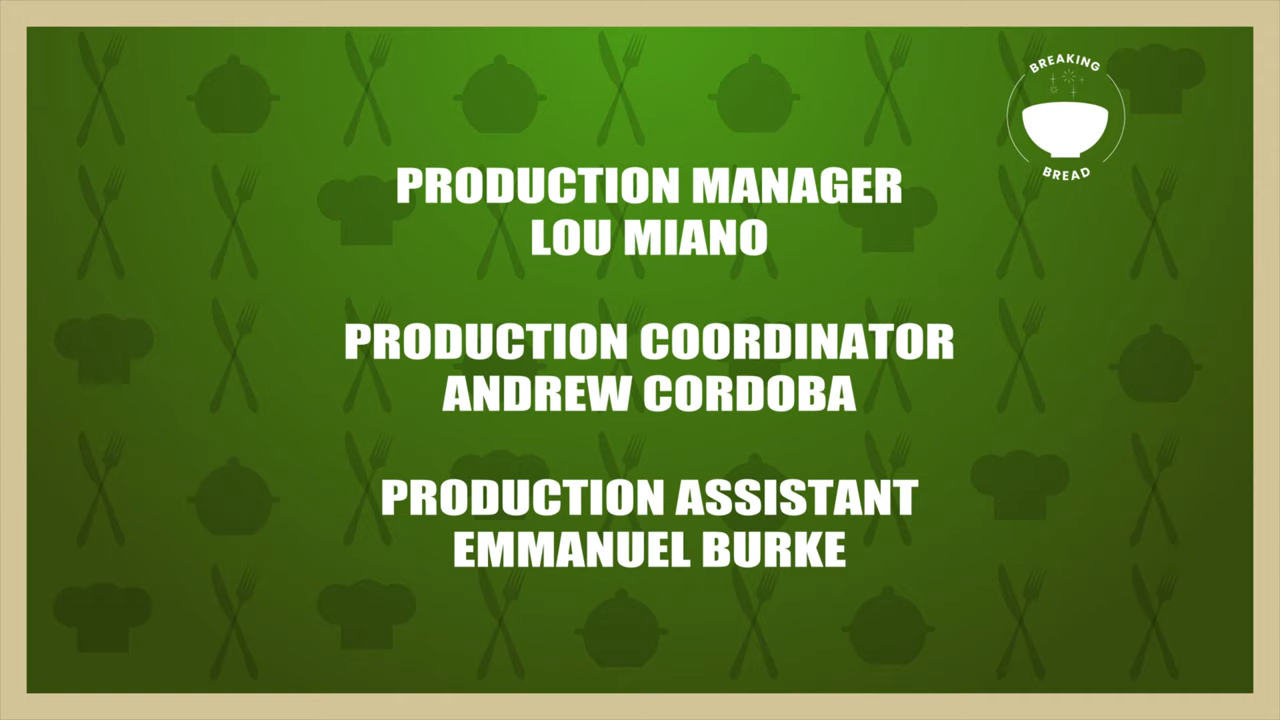 BREAKING
BREAD
PRODUCTION MANAGER
LOU MIANO
PRODUCTION COORDINATOR
ANDREW CORDOBA
PRODUCTION ASSISTANT
EMMANUEL BURKE